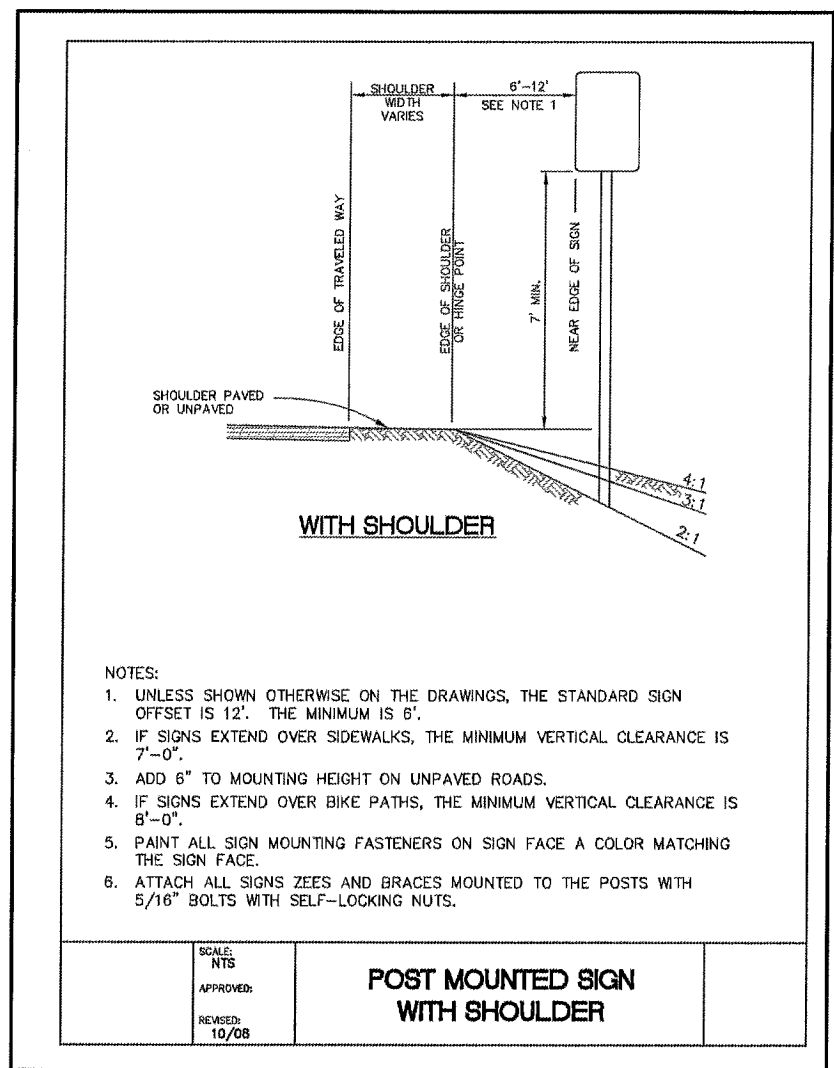 SHOULDER
WIDTH
VARIES
6'-12'
SEE NOTE 1
EDGE OF TRAVELED WAY
EDGE OF SHOULDER
OR HINGE POINT
7' MIN.
NEAR EDGE OF SIGN
SHOULDER PAVED
OR UNPAVED
4:1
3:1
2:1
WITH SHOULDER
NOTES:
1. UNLESS SHOWN OTHERWISE ON THE DRAWINGS, THE STANDARD SIGN
OFFSET IS 12'. THE MINIMUM IS 6'.
2. IF SIGNS EXTEND OVER SIDEWALKS, THE MINIMUM VERTICAL CLEARANCE IS
7'-0".
3. ADD 6" TO MOUNTING HEIGHT ON UNPAVED ROADS.
4. IF SIGNS EXTEND OVER BIKE PATHS, THE MINIMUM VERTICAL CLEARANCE IS
8'-0".
5. PAINT ALL SIGN MOUNTING FASTENERS ON SIGN FACE A COLOR MATCHING
THE SIGN FACE.
6. ATTACH ALL SIGNS ZEES AND BRACES MOUNTED TO THE POSTS WITH
5/16" BOLTS WITH SELF-LOCKING NUTS.
SCALE:
NTS
APPROVED:
REVISED:
10/08
POST MOUNTED SIGN
WITH SHOULDER